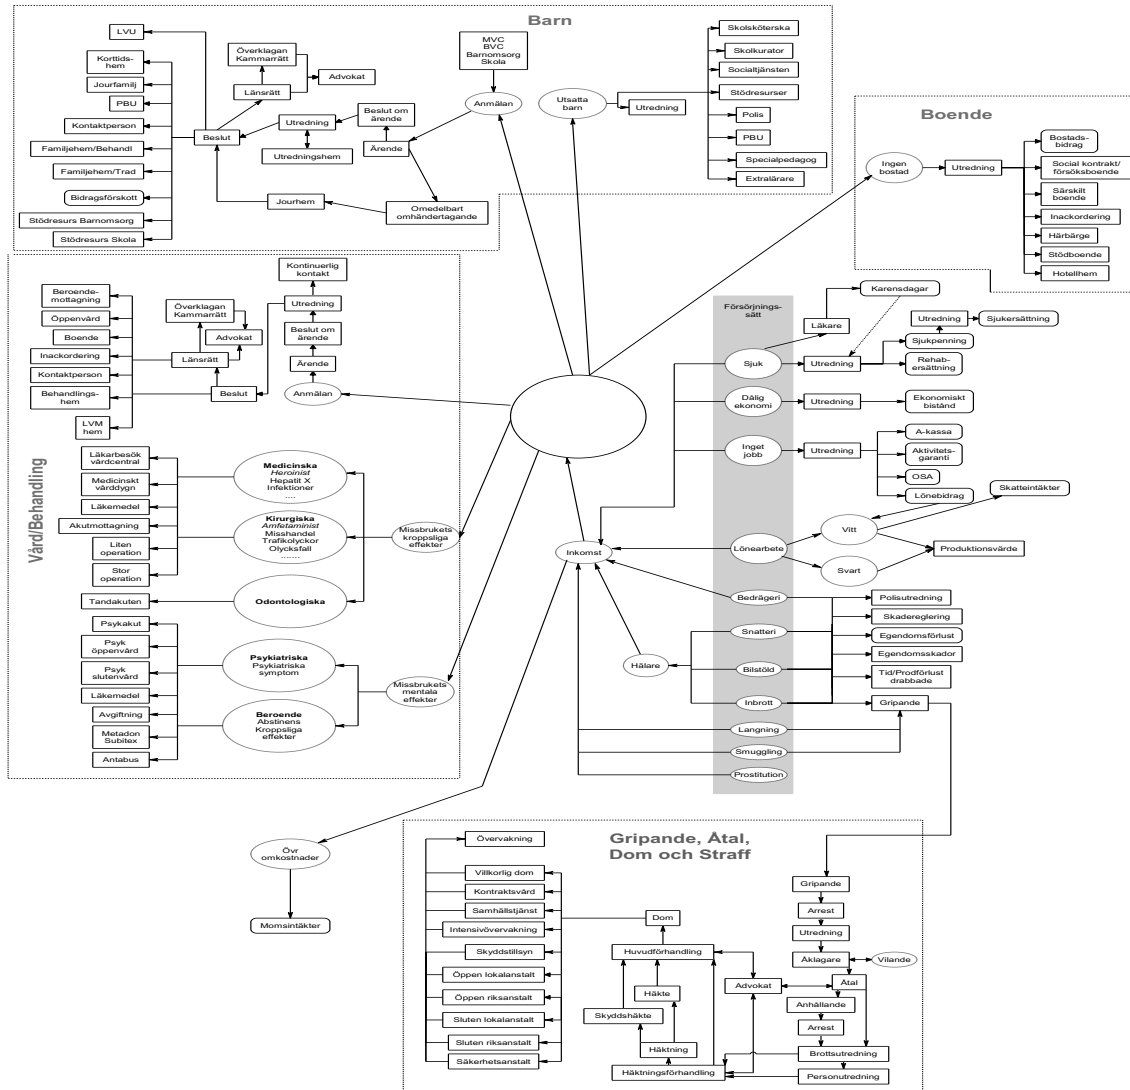 Barn
LVU
Korttids-
hem
Jourfamilj
PBU
Kontaktperson
Familjehem/Behandl
Familjehem/Trad
Bidragsförskott
Stödresurs Barnomsorg
Stödresurs Skola
Överklagan
Kammarrätt
Länsrätt
Advokat
Beslut
Utredning
Utredningshem
Beslut om
ärende
Ärende
Jourhem
Omedelbart
omhändertagande
MVC
BVC
Barnomsorg
Skola
Anmälan
Utsatta
barn
Utredning
Skolsköterska
Skolkurator
Socialtjänsten
Stödresurser
Polis
PBU
Specialpedagog
Extralärare
Boende
Ingen
bostad
Utredning
Bostads-
bidrag
Social kontrakt/
försöksboende
Särskilt
boende
Inackordering
Härbärge
Stödboende
Hotellhem
Vård/Behandling
Beroende-
mottagning
Öppenvård
Boende
Inackordering
Kontaktperson
Behandlings-
hem
LVM
hem
Överklagan
Kammarrätt
Advokat
Länsrätt
Beslut
Kontinuerlig
kontakt
Utredning
Beslut om
ärende
Ärende
Anmälan
Läkarbesök
vårdcentral
Medicinskt
vårddygn
Läkemedel
Akutmottagning
Liten
operation
Stor
operation
Tandakuten
Medicinska
Heroinist
Hepatit X
Infektioner
....
Kirurgiska
Amfetaminist
Misshandel
Trafikolyckor
Olycksfall
.......
Odontologiska
Missbrukets
kroppsliga
effekter
Psykakut
Psyk
öppenvård
Psyk
slutenvård
Läkemedel
Avgiftning
Metadon
Subitex
Antabus
Psykiatriska
Psykiatriska
symptom
Beroende
Abstinens
Kroppsliga
effekter
Missbrukets
mentala
effekter
Försörjnings-
sätt
Sjuk
Läkare
Karensdagar
Utredning
Utredning
Sjukersättning
Sjukpenning
Rehab-
ersättning
Dålig
ekonomi
Utredning
Ekonomiskt
bistånd
Inget
jobb
Utredning
A-kassa
Aktivitets-
garanti
OSA
Lönebidrag
Skatteintäkter
Inkomst
Lönearbete
Vitt
Svart
Produktionsvärde
Bedrägeri
Snatteri
Hälare
Bilstöld
Inbrott
Langning
Smuggling
Prostitution
Polisutredning
Skadereglering
Egendomsförlust
Egendomsskador
Tid/Prodförlust
drabbade
Gripande
Övr
omkostnader
Momsintäkter
Gripande, Åtal,
Dom och Straff
Övervakning
Villkorlig dom
Kontraktsvård
Samhällstjänst
Intensivövervakning
Skyddstillsyn
Öppen lokalanstalt
Öppen riksanstalt
Sluten lokalanstalt
Sluten riksanstalt
Säkerhetsanstalt
Dom
Huvudförhandling
Häkte
Skyddshäkte
Häktning
Häktningsförhandling
Advokat
Gripande
Arrest
Utredning
Åklagare
Vilande
Åtal
Anhållande
Arrest
Brottsutredning
Personutredning